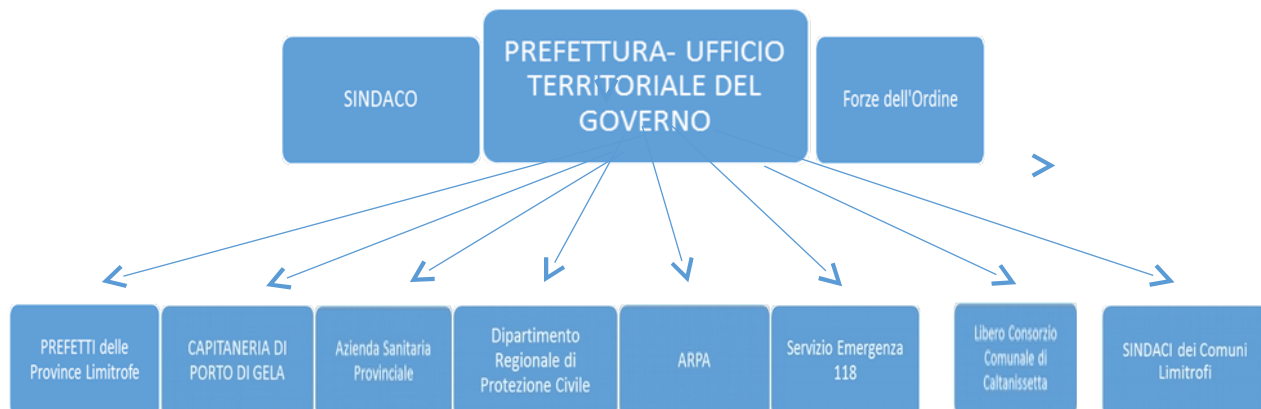 SINDACO
PREFETTURA- UFFICIO
TERRITORIALE DEL
GOVERNO
Forze dell'Ordine
PREFETTI delle
Province Limitrofe
CAPITANERIA DI
PORTO DI GELA
Azienda Sanitaria
Provinciale
Dipartimento
Regionale di
Protezione Civile
ARPA
Servizio Emergenza
118
Libero Consorzio
Comunale di
Caltanissetta
SINDACI dei Comuni
Limitrofi